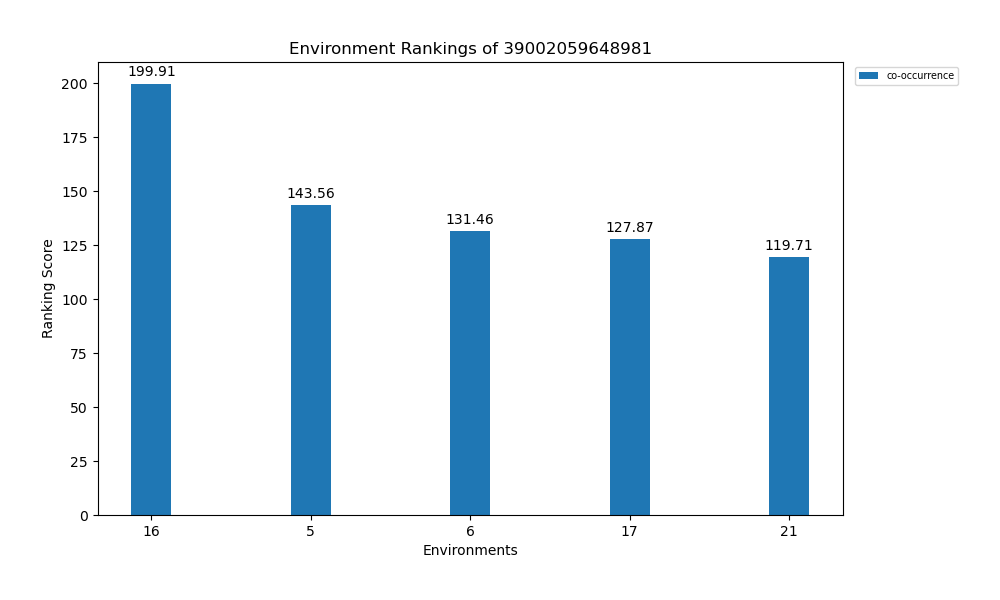 Environment Rankings of 39002059648981
co-occurrence
199.91
143.56
131.46
127.87
119.71
200
175
150
125
100
75
50
25
0
Ranking Score
16 5 6 17 21
Environments